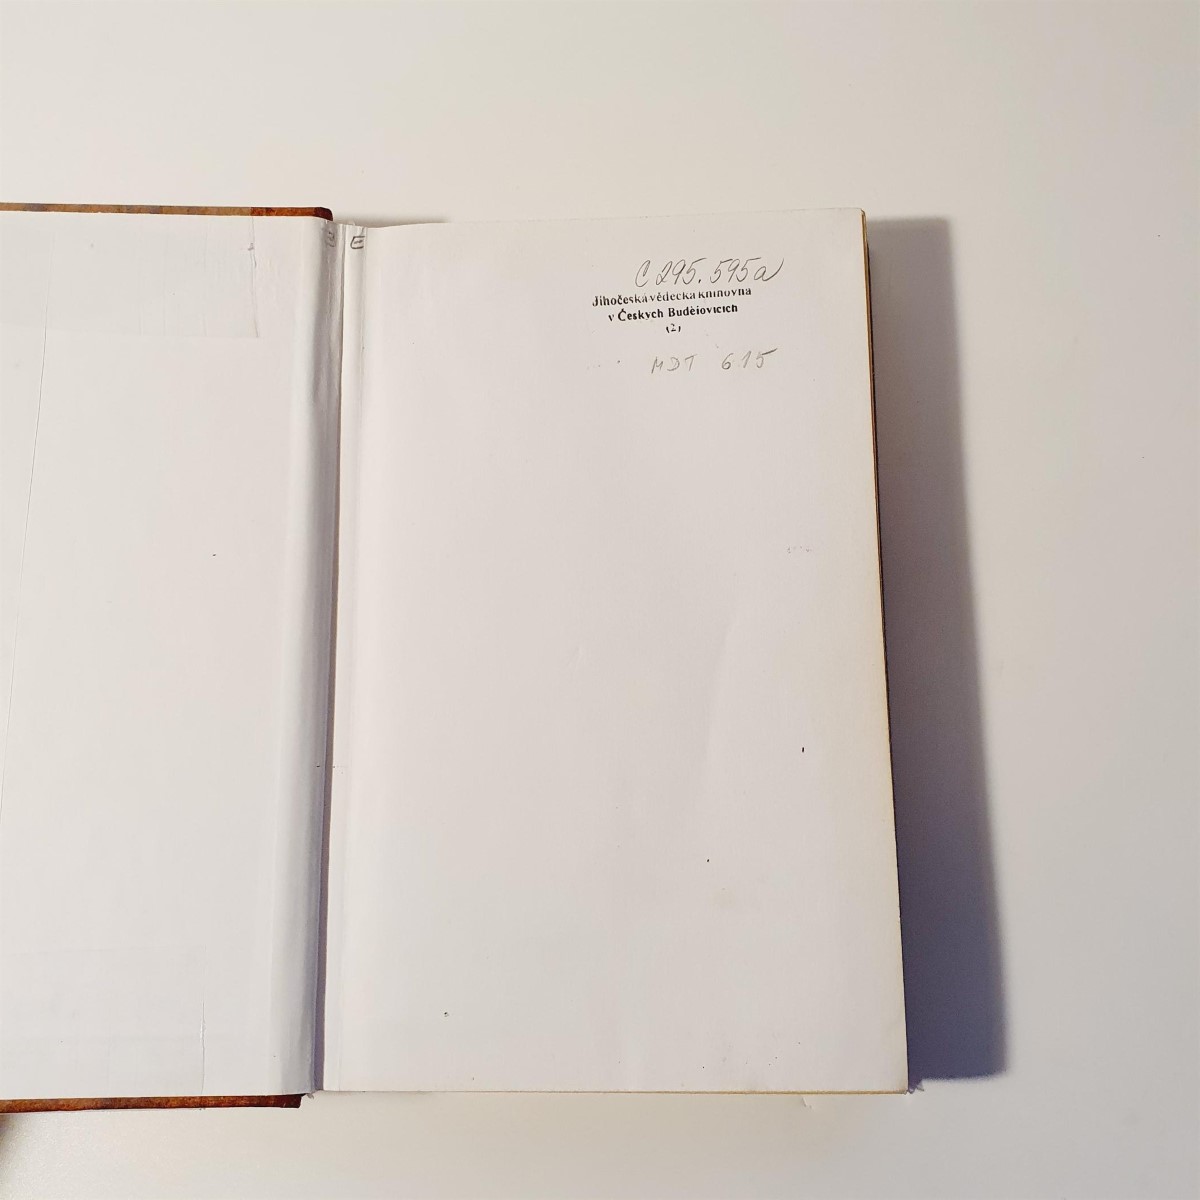 E
C 295.595a
Jihočeská vědecká knihovna
v Českých Budějovicích
(2)
MDT 615